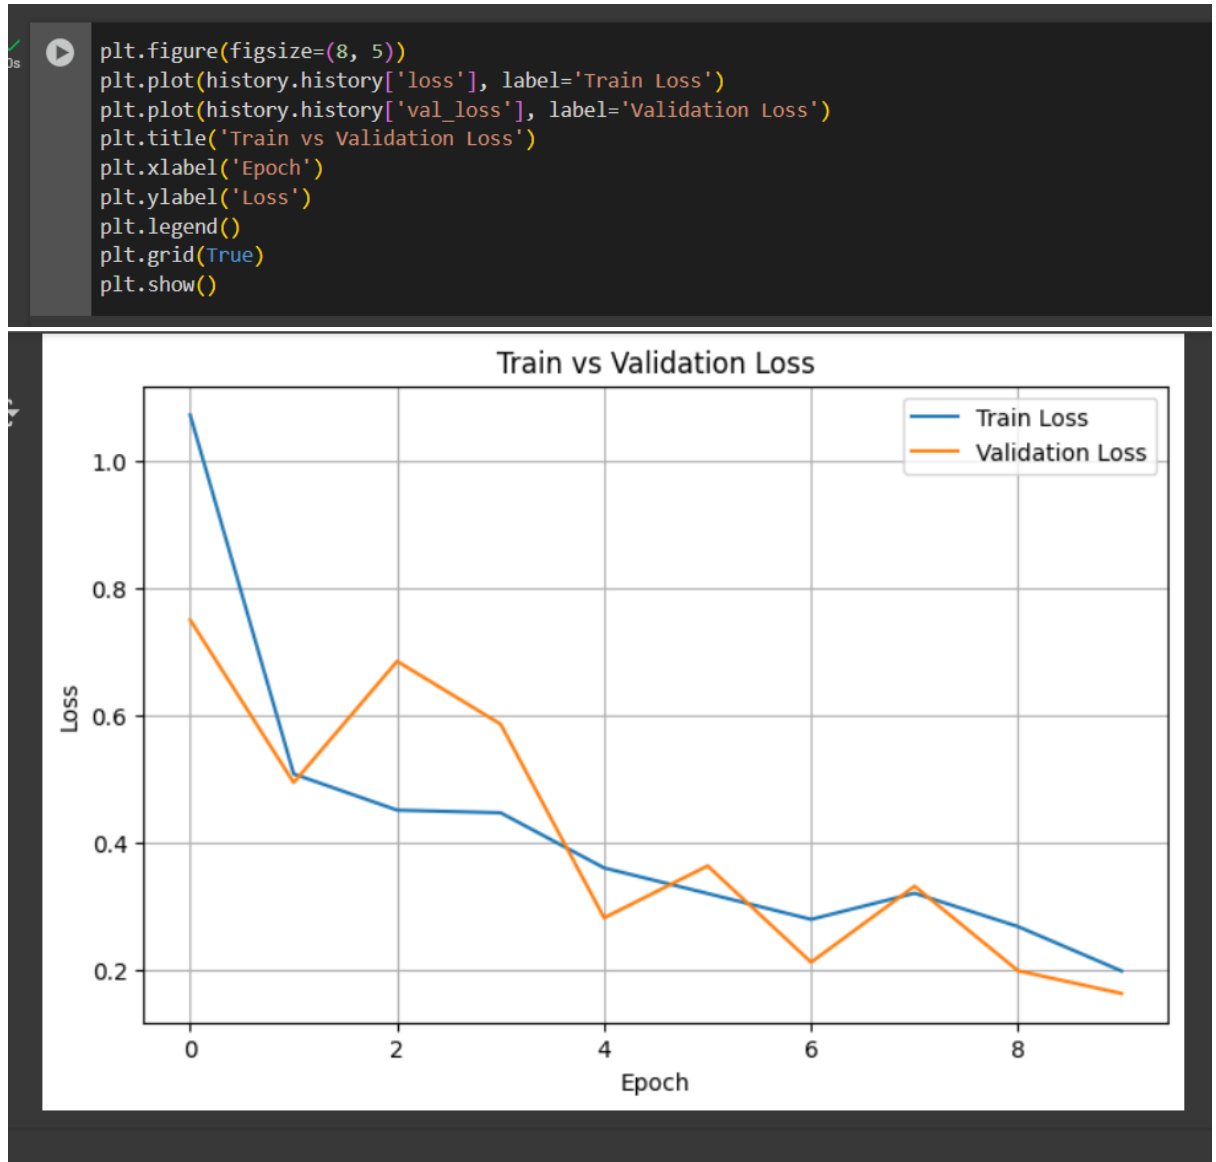 plt.figure(figsize=(8, 5))
plt.plot(history.history['loss'], label='Train Loss')
plt.plot(history.history['val_loss'], label='Validation Loss')
plt.title('Train vs Validation Loss')
plt.xlabel('Epoch')
plt.ylabel('Loss')
plt.legend()
plt.grid(True)
plt.show()
Train vs Validation Loss
Train Loss
Validation Loss
1.0
0.8
0.6
0.4
0.2
Loss
0 2 4 6 8
Epoch